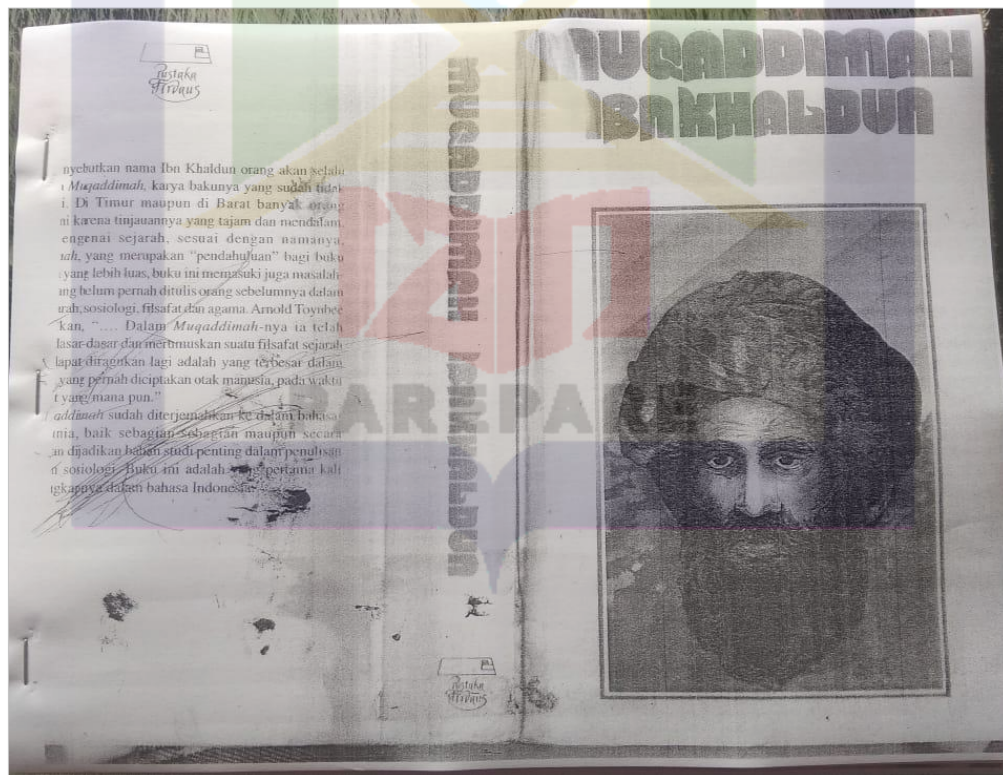 Pustaka
Firdaus
nyebutkan nama Ibn Khaldun orang akan selalu
Muqaddimah, karya bakunya yang sudah tidak
i. Di Timur maupun di Barat banyak orang
ni karena tinjauannya yang tajam dan mendalam
engenai sejarah, sesuai dengan namanya,
nah, yang merupakan “pendahuluan” bagi buku
yang lebih luas, buku ini memasuki juga masalah-
ng belum pernah ditulis orang sebelumnya dalam
rah, sosiologi, filsafat dan agama. Arnold Toynbee
kan, “.... Dalam Muqaddimah-nya ia telah
lasar-dasar dan merumuskan suatu filsafat sejarah
lapat diragukan lagi adalah yang terbesar dalam
yang pernah diciptakan otak manusia, pada waktu
t yang mana pun.”
addimah sudah diterjemahkan ke dalam bahasa
nia, baik sebagian-sebagian maupun secara
an dijadikan bahan studi penting dalam penulisan
n sosiologi. Buku ini adalah yang pertama kali
gkapnya dalam bahasa Indonesia.
MUQADDIMAH IBN KHALDUN
Pustaka
Firdaus
MUQADDIMAH
IBN KHALDUN
PAREPARE